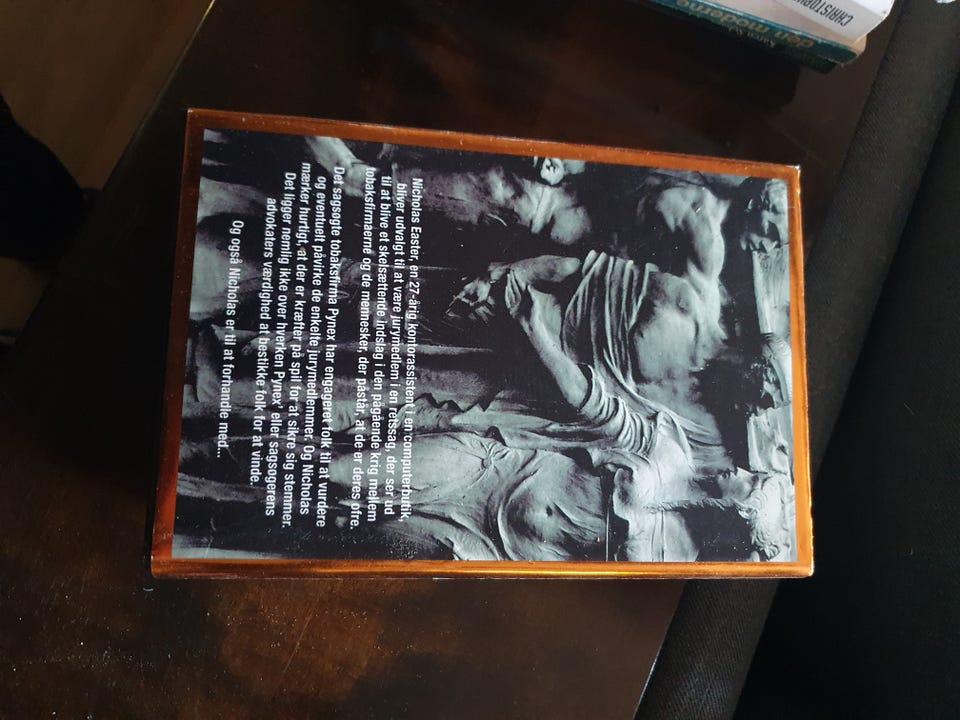 Nicholas Easter, en 27-årig kontorassistent i en computerbutik,
bliver udvalgt til at være jurymedlem i en retssag, der ser ud
til at blive et skelsættende indslag i den pågående krig mellem
tobaksfirmaerne og de mennesker, der påstår, at de er deres ofre.
Det sagsøgte tobaksfirma Pynex har engageret folk til at vurdere
og eventuelt påvirke de enkelte jurymedlemmer. Og Nicholas
mærker hurtigt, at der er kræfter på spil for at sikre sig stemmer.
Det ligger nemlig ikke over hverken Pynex' eller sagsøgerens
advokaters værdighed at bestikke folk for at vinde.
Og også Nicholas er til at forhandle med...
den moderne